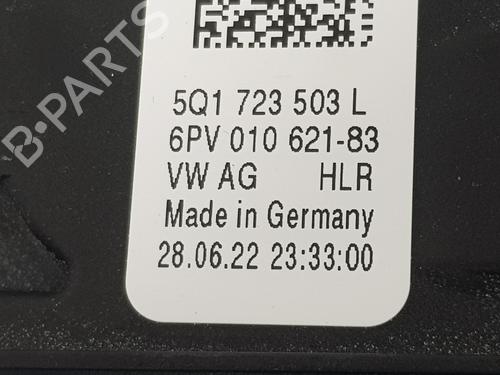 B-PARTS
5Q1 723 503 L
6PV 010 621-83
VW AG HLR
Made in Germany
28.06.22 23:33:00